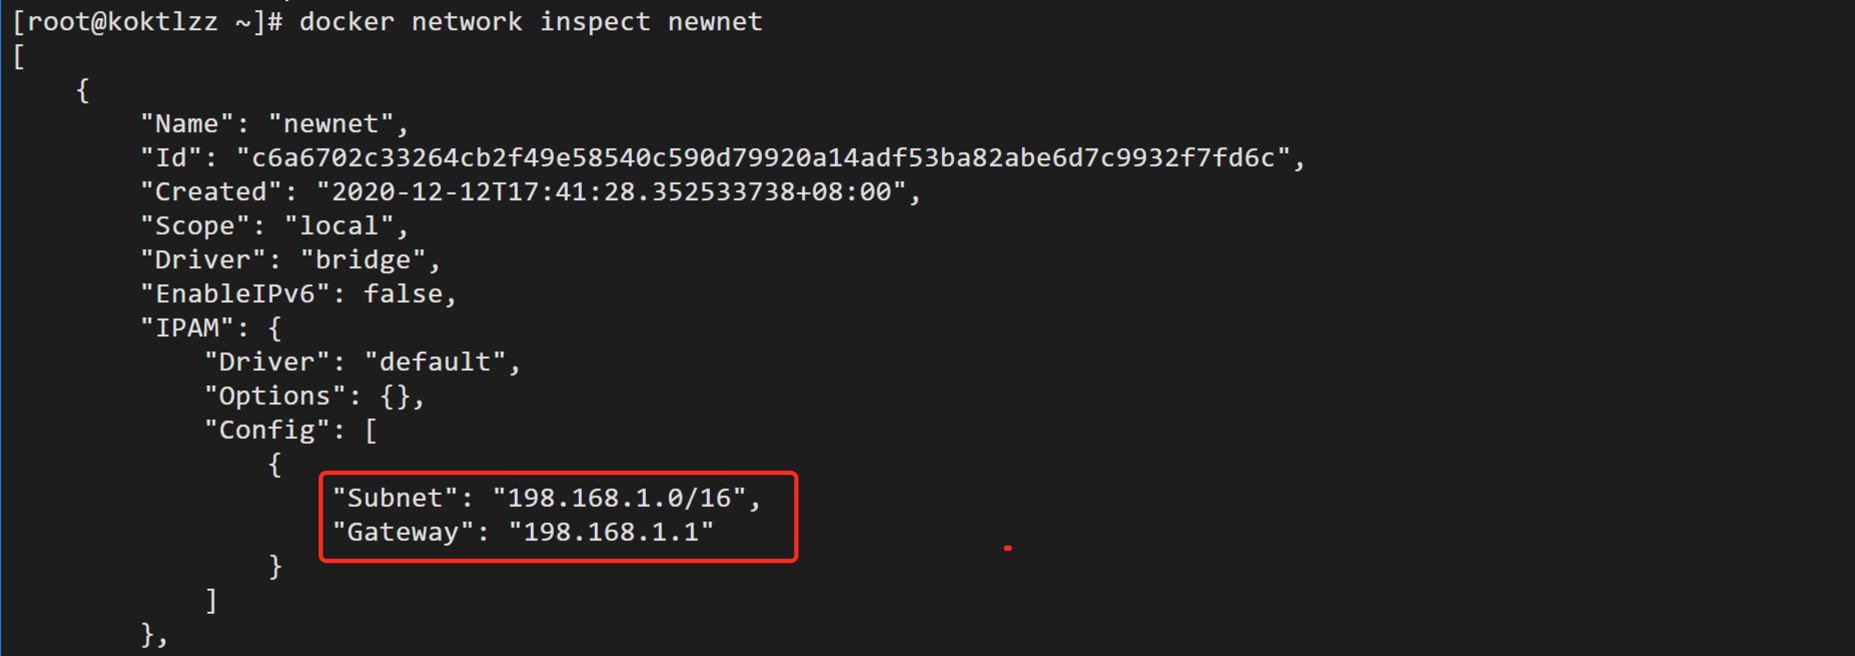 [root@koktlzz ~]# docker network inspect newnet
[
    {
        "Name": "newnet",
        "Id": "c6a6702c33264cb2f49e58540c590d79920a14adf53ba82abe6d7c9932f7fd6c",
        "Created": "2020-12-12T17:41:28.352533738+08:00",
        "Scope": "local",
        "Driver": "bridge",
        "EnableIPv6": false,
        "IPAM": {
            "Driver": "default",
            "Options": {},
            "Config": [
                {
                    "Subnet": "198.168.1.0/16",
                    "Gateway": "198.168.1.1"
                }
            ]
        },